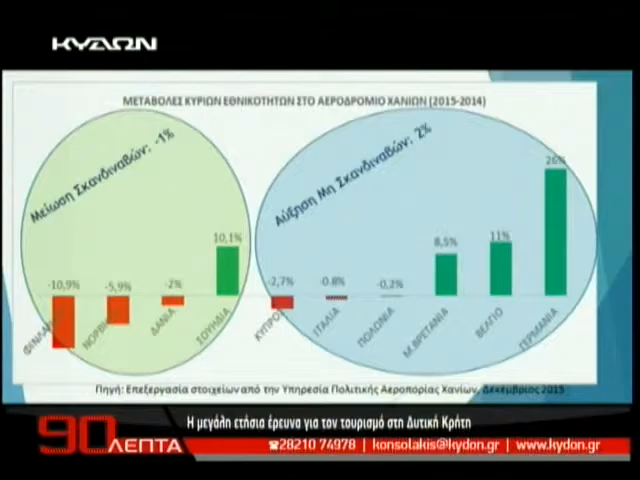 ΚΥΔΩΝ
ΜΕΤΑΒΟΛΕΣ ΚΥΡΙΩΝ ΕΘΝΙΚΟΤΗΤΩΝ ΣΤΟ ΑΕΡΟΔΡΟΜΙΟ ΧΑΝΙΩΝ (2015-2014)
Μείωση Σκανδιναβών: -1%
Αύξηση Μη Σκανδιναβών: 2%
-10,9% -5,9% -2% 10,1% -2,7% -0.8% -0,2% 8,5% 11% 26%
ΦΙΝΛΑΝΔΙΑ ΝΟΡΒΗΓΙΑ ΔΑΝΙΑ ΣΟΥΗΔΙΑ ΚΥΠΡΟΣ ΙΤΑΛΙΑ ΠΟΛΩΝΙΑ Μ.ΒΡΕΤΑΝΙΑ ΒΕΛΓΙΟ ΓΕΡΜΑΝΙΑ
Πηγή: Επεξεργασία στοιχείων από την Υπηρεσία Πολιτικής Αεροπορίας Χανίων, Δεκέμβριος 2015
Η μεγάλη ετήσια έρευνα για τον τουρισμό στη Δυτική Κρήτη
90 ΛΕΠΤΑ
☎28210 74978 | konsolakis@kydon.gr | www.kydon.gr